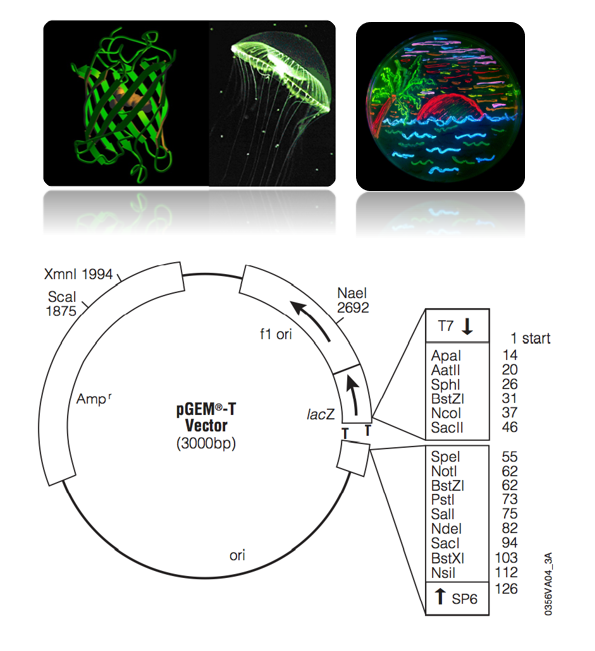 XmnI 1994
ScaI
1875
NaeI
2692
f1 ori
Ampʳ
pGEM®-T
Vector
(3000bp)
lacZ
T T
ori
T7 ↓
1 start
ApaI 14
AatII 20
SphI 26
BstZI 31
NcoI 37
SacII 46
SpeI 55
NotI 62
BstZI 62
PstI 73
SalI 75
NdeI 82
SacI 94
BstXI 103
NsiI 112
↑ SP6 126
0356VA04_3A